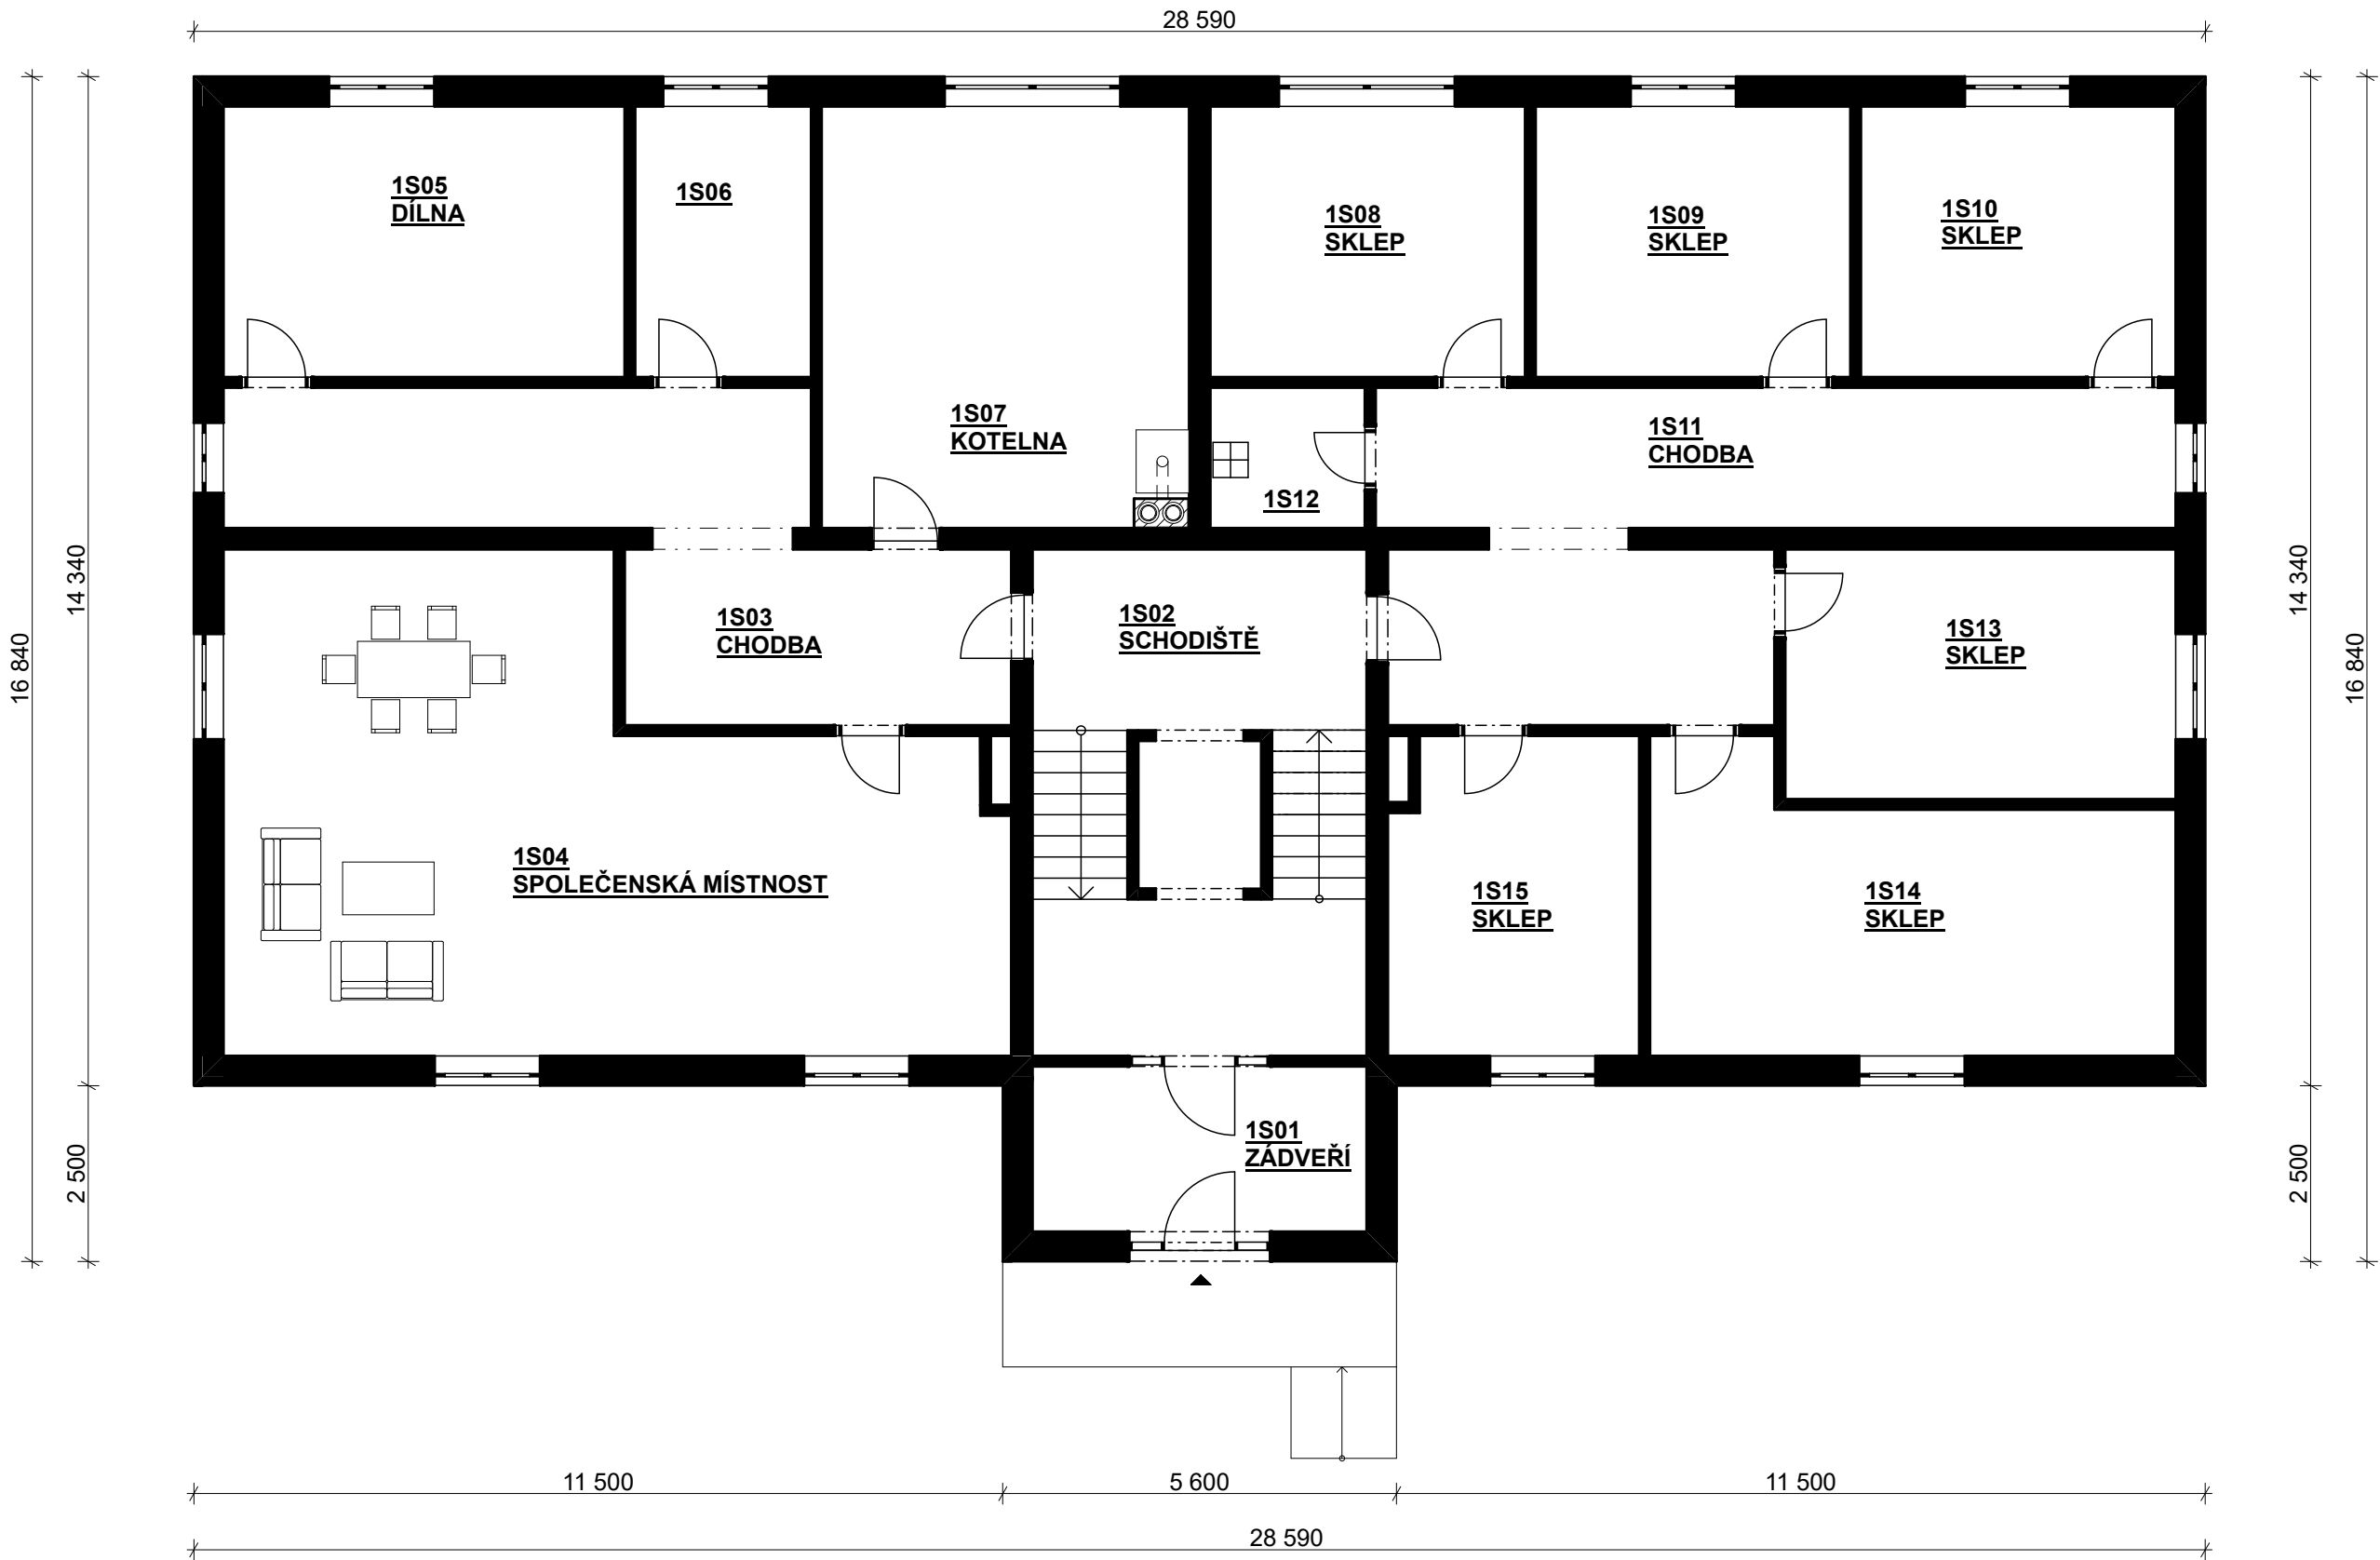 28 590
1S05
DÍLNA
1S06
1S08
SKLEP
1S09
SKLEP
1S10
SKLEP
1S07
KOTELNA
1S11
CHODBA
1S12
14 340
16 840
1S03
CHODBA
1S02
SCHODIŠTĚ
1S13
SKLEP
14 340
16 840
1S04
SPOLEČENSKÁ MÍSTNOST
1S15
SKLEP
1S14
SKLEP
2 500
1S01
ZÁDVEŘÍ
2 500
11 500
5 600
11 500
28 590